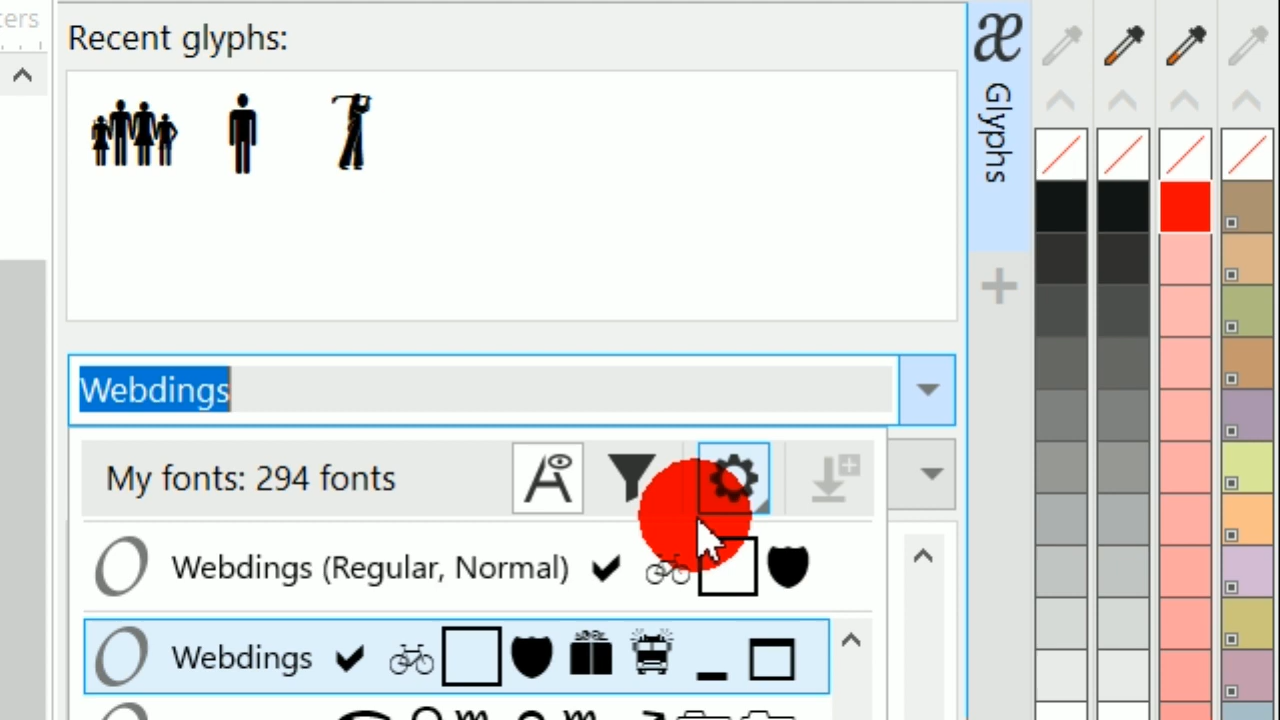 Recent glyphs:
æ
Glyphs
Webdings
My fonts: 294 fonts
Webdings (Regular, Normal)
Webdings